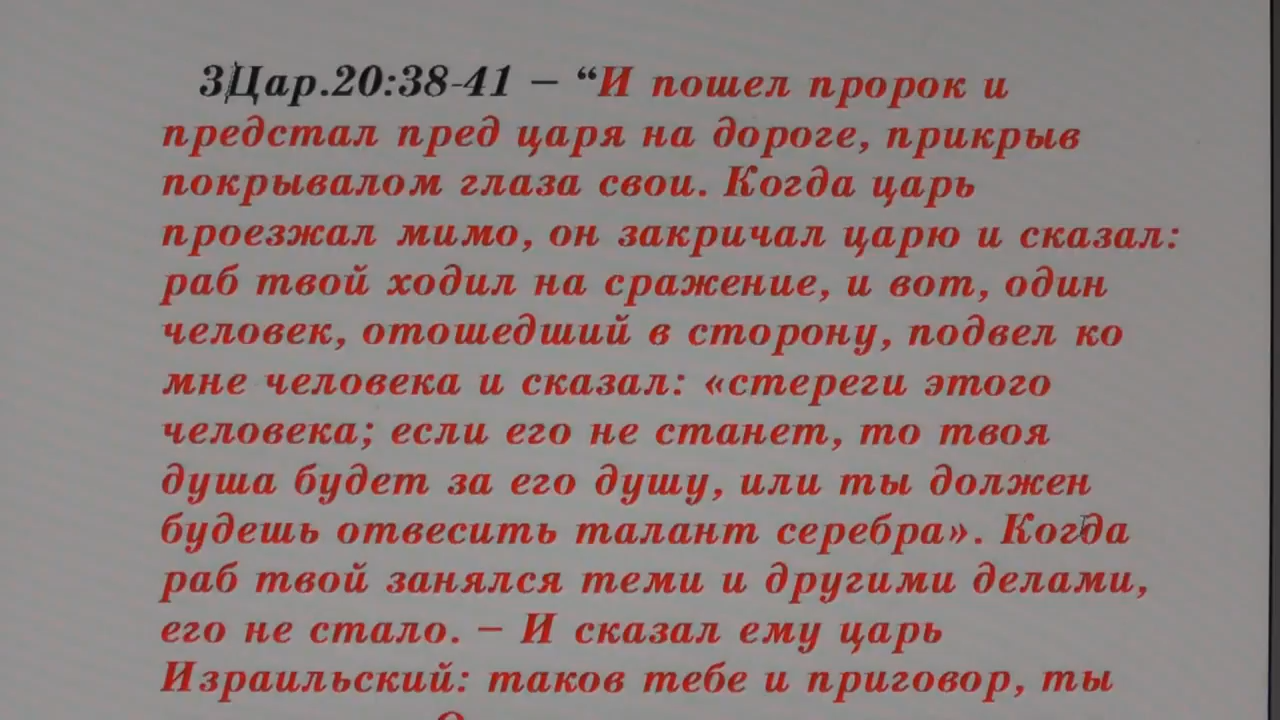 3Цар.20:38-41 – “И пошел пророк и
предстал пред царя на дороге, прикрыв
покрывалом глаза свои. Когда царь
проезжал мимо, он закричал царю и сказал:
раб твой ходил на сражение, и вот, один
человек, отошедший в сторону, подвел ко
мне человека и сказал: «стереги этого
человека; если его не станет, то твоя
душа будет за его душу, или ты должен
будешь отвесить талант серебра». Когда
раб твой занялся теми и другими делами,
его не стало. – И сказал ему царь
Израильский: таков тебе и приговор, ты